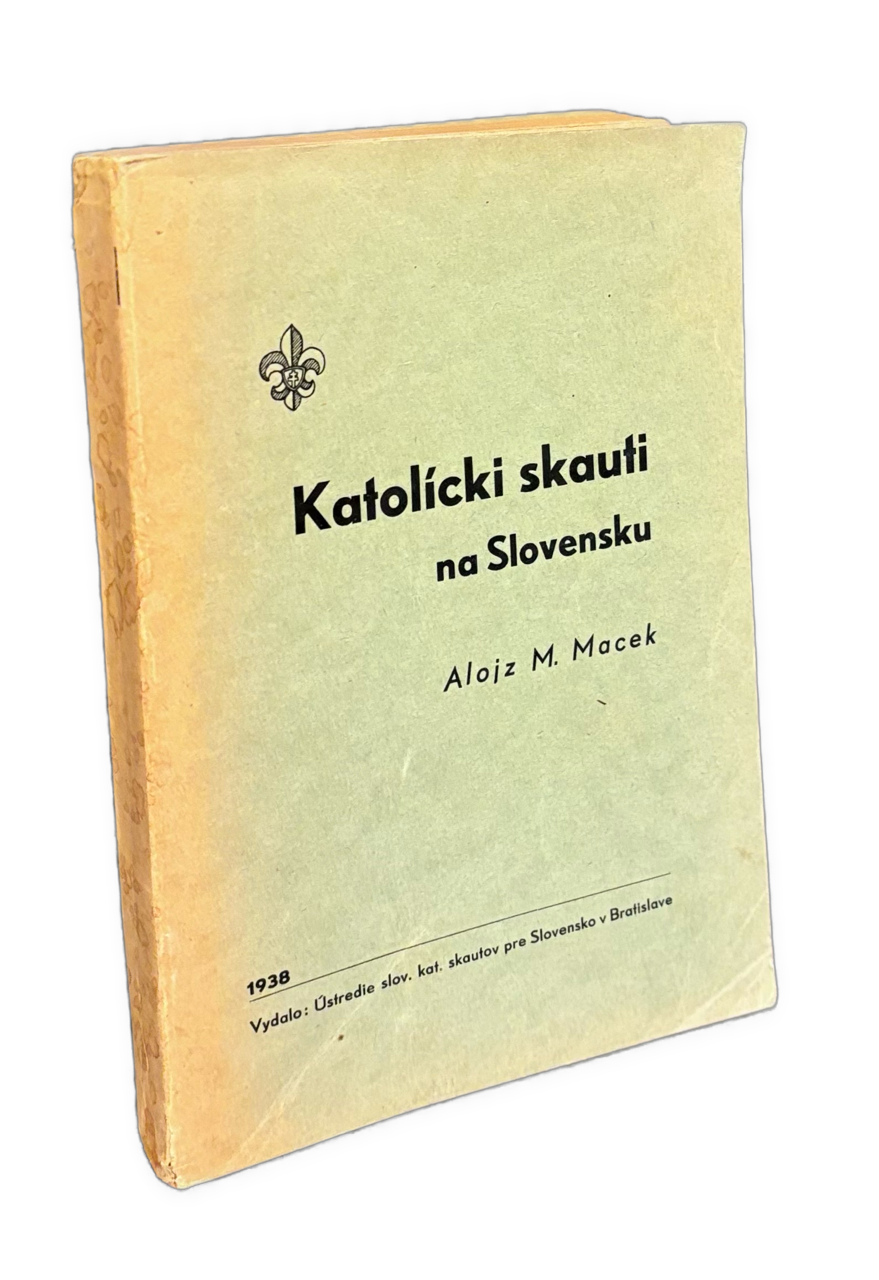 Katolícki skauti
na Slovensku
Alojz M. Macek
1938
Vydalo: Ústredie slov. kat. skautov pre Slovensko v Bratislave